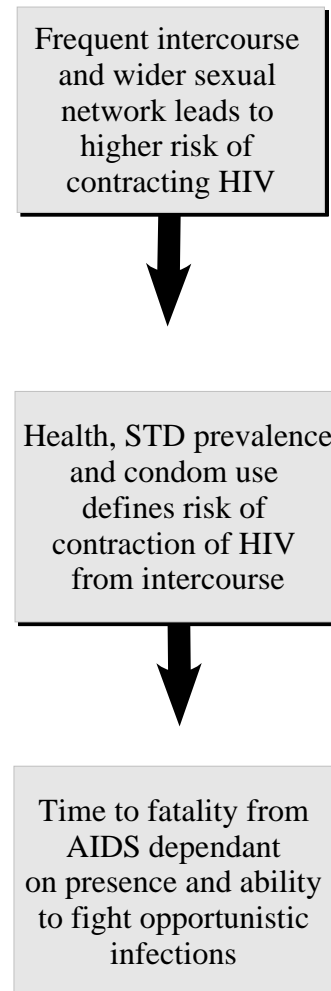 Frequent intercourse
and wider sexual
network leads to
higher risk of
contracting HIV
Health, STD prevalence
and condom use
defines risk of
contraction of HIV
from intercourse
Time to fatality from
AIDS dependant
on presence and ability
to fight opportunistic
infections